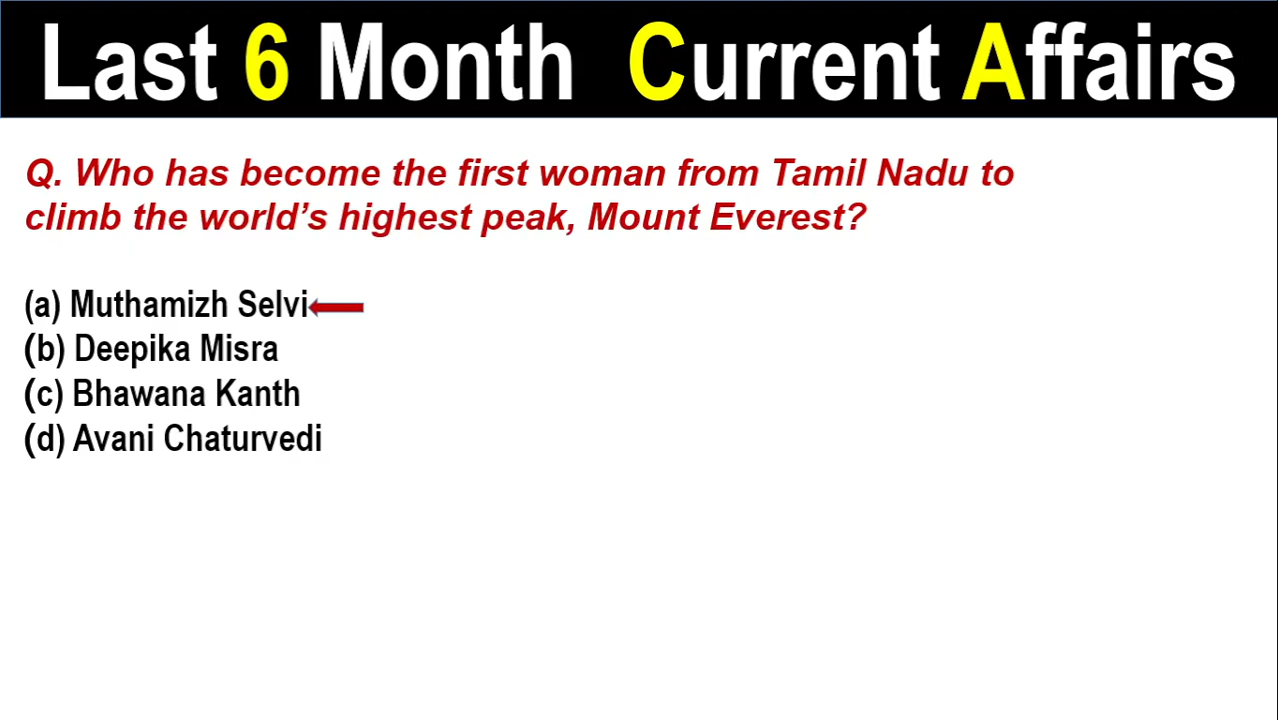 Last 6 Month Current Affairs
Q. Who has become the first woman from Tamil Nadu to
climb the world’s highest peak, Mount Everest?
(a) Muthamizh Selvi
(b) Deepika Misra
(c) Bhawana Kanth
(d) Avani Chaturvedi